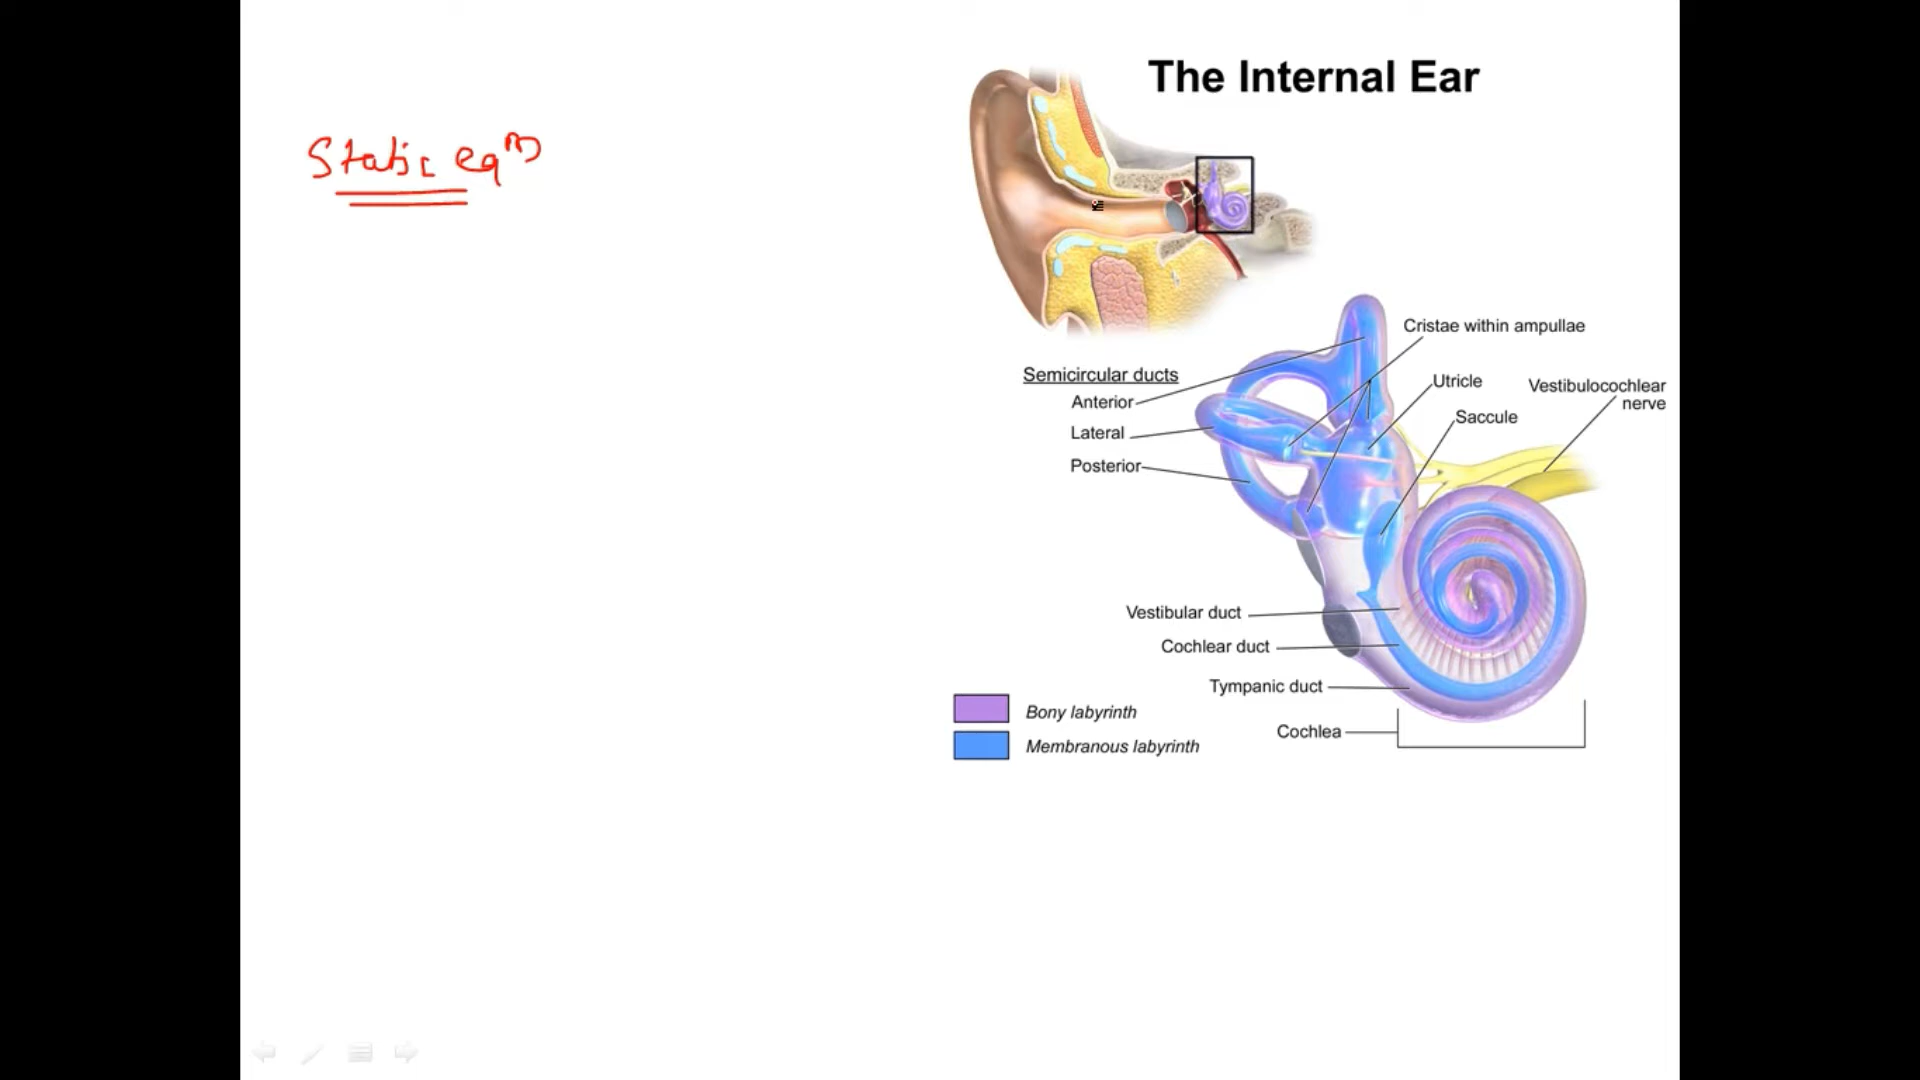 The Internal Ear
Static eqm
Cristae within ampullae
Semicircular ducts
Anterior
Lateral
Posterior
Utricle
Saccule
Vestibulocochlear
nerve
Vestibular duct
Cochlear duct
Tympanic duct
Cochlea
Bony labyrinth
Membranous labyrinth